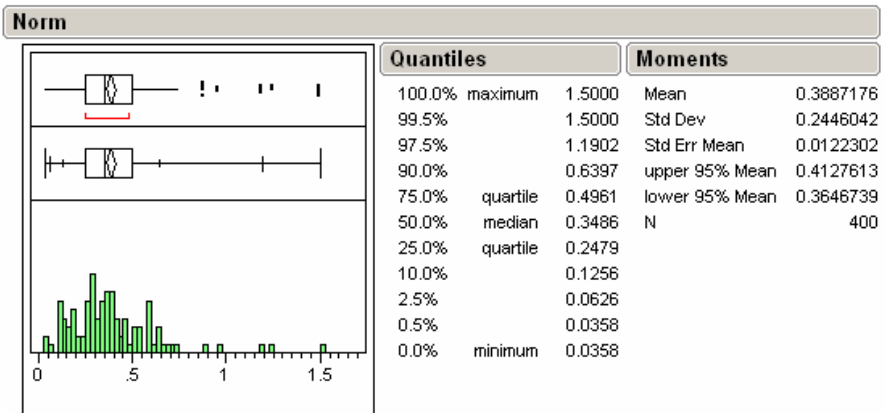 Norm
Quantiles
100.0% maximum 1.5000
99.5% 1.5000
97.5% 1.1902
90.0% 0.6397
75.0% quartile 0.4961
50.0% median 0.3486
25.0% quartile 0.2479
10.0% 0.1256
2.5% 0.0626
0.5% 0.0358
0.0% minimum 0.0358
Moments
Mean 0.3887176
Std Dev 0.2446042
Std Err Mean 0.0122302
upper 95% Mean 0.4127613
lower 95% Mean 0.3646739
N 400
0 .5 1 1.5